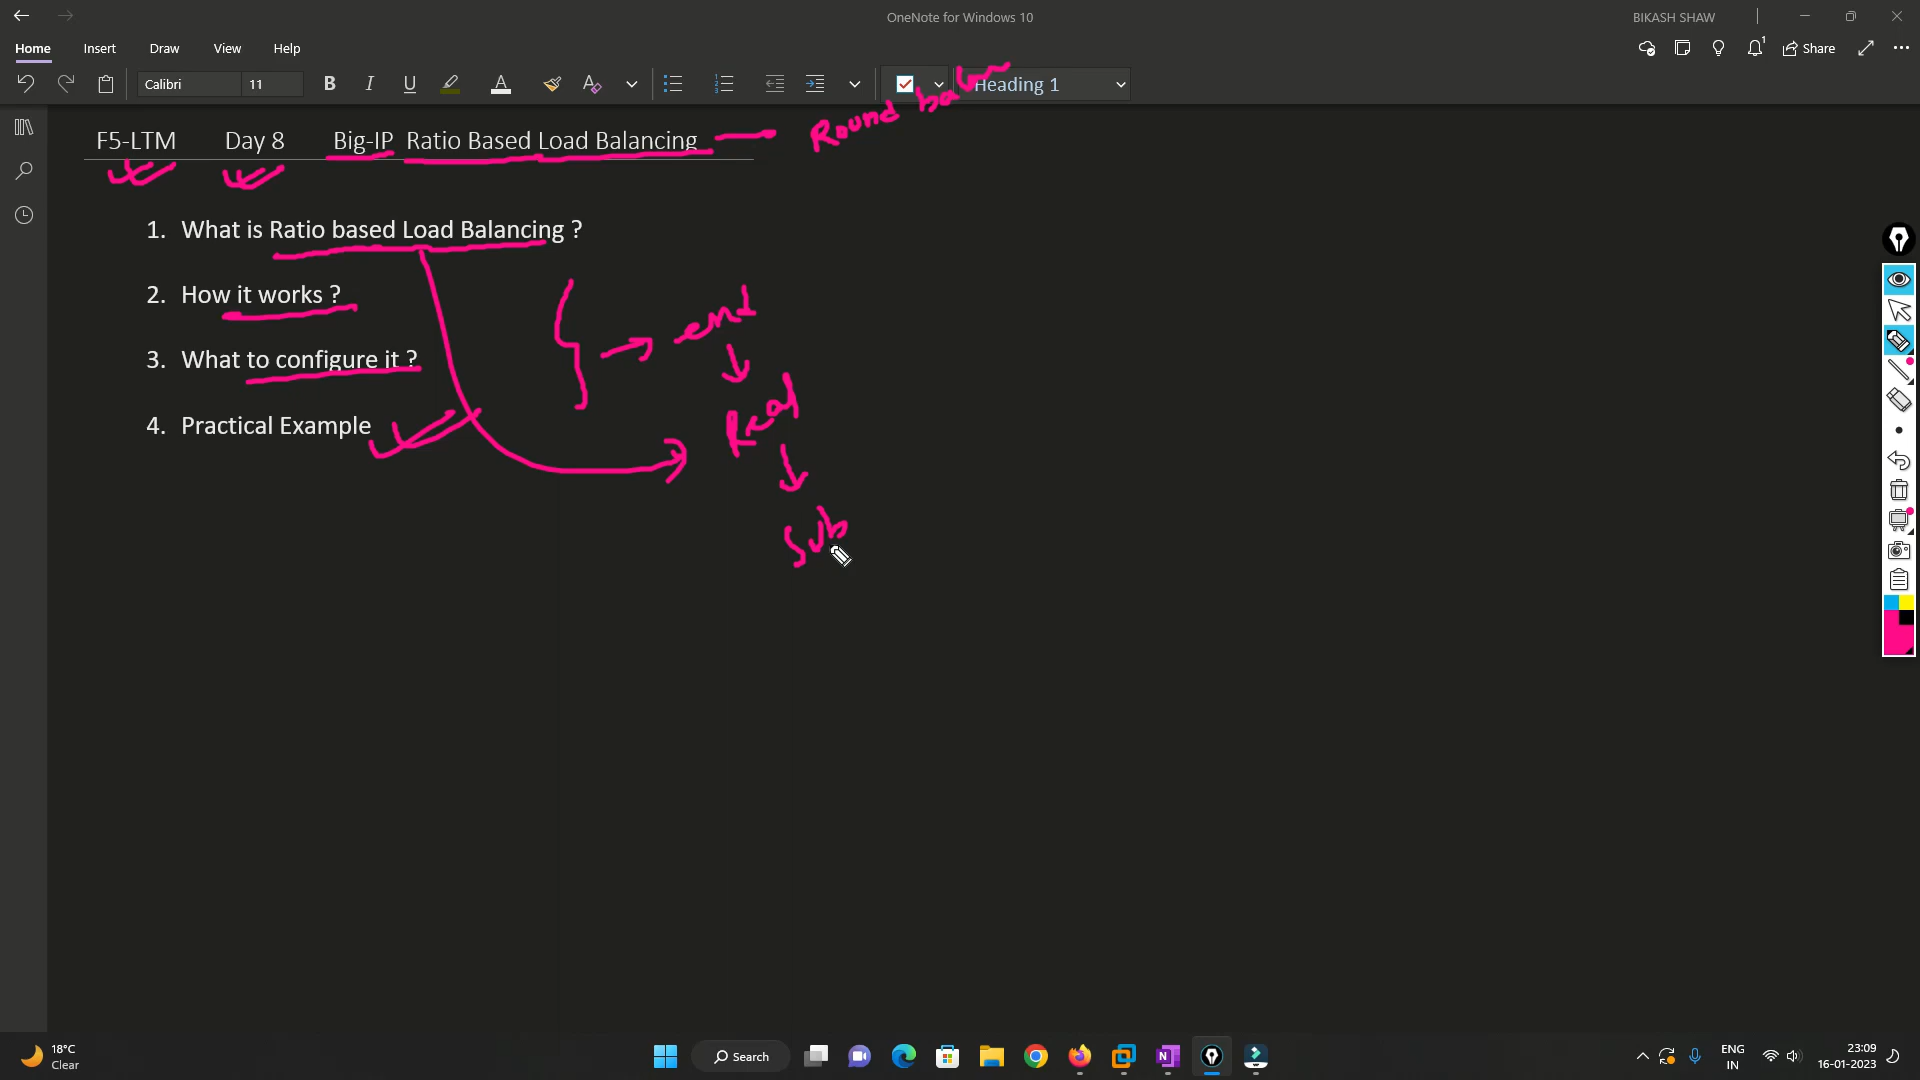 OneNote for Windows 10
BIKASH SHAW
Home Insert Draw View Help
1
Share
Calibri 11 B I U A Heading 1
F5-LTM Day 8 Big-IP Ratio Based Load Balancing
Round
1. What is Ratio based Load Balancing ?
2. How it works ?
end
3. What to configure it ?
Real
4. Practical Example
Sub
18°C
Clear
Search
ENG
IN
23:09
16-01-2023